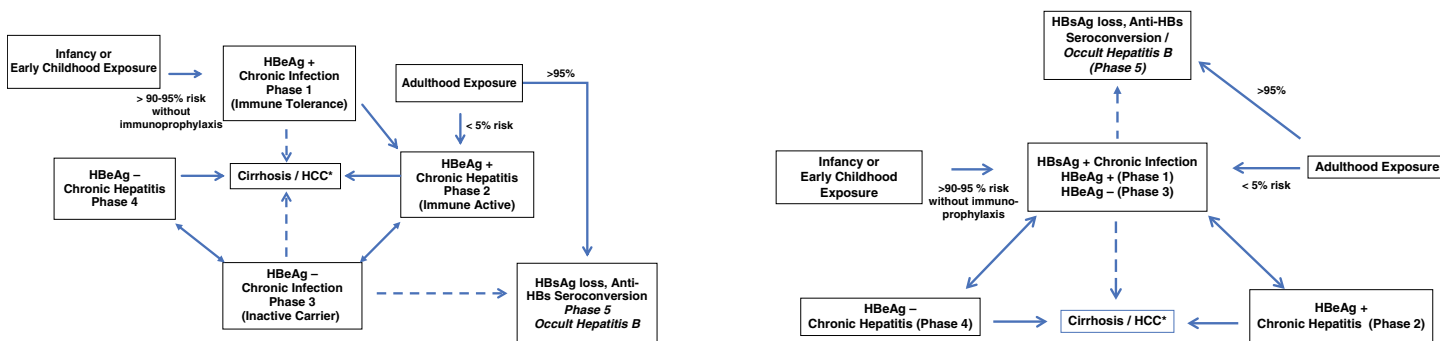 Infancy or
Early Childhood Exposure
> 90-95% risk
without
immunoprophylaxis
HBeAg +
Chronic Infection
Phase 1
(Immune Tolerance)
Adulthood Exposure
>95%
< 5% risk
HBeAg –
Chronic Hepatitis
Phase 4
Cirrhosis / HCC*
HBeAg +
Chronic Hepatitis
Phase 2
(Immune Active)
HBeAg –
Chronic Infection
Phase 3
(Inactive Carrier)
HBsAg loss, Anti-
HBs Seroconversion
Phase 5
Occult Hepatitis B
HBsAg loss, Anti-HBs
Seroconversion /
Occult Hepatitis B
(Phase 5)
>95%
Infancy or
Early Childhood
Exposure
>90-95 % risk
without immuno-
prophylaxis
HBsAg + Chronic Infection
HBeAg + (Phase 1)
HBeAg – (Phase 3)
Adulthood Exposure
< 5% risk
HBeAg –
Chronic Hepatitis (Phase 4)
Cirrhosis / HCC*
HBeAg +
Chronic Hepatitis (Phase 2)